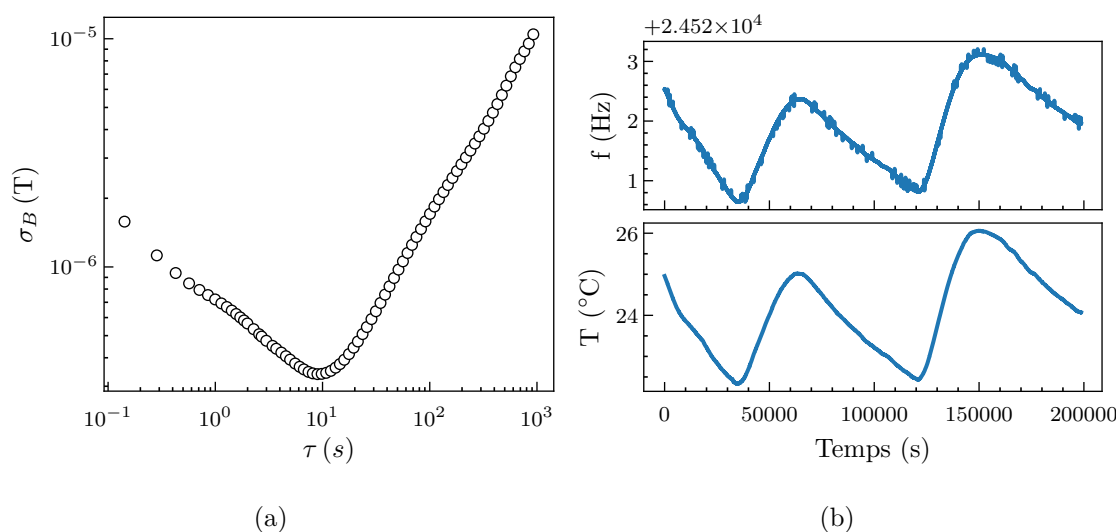 10⁻⁵
10⁻⁶
σ_B (T)
10⁻¹ 10⁰ 10¹ 10² 10³
τ (s)
(a)
+2.452×10⁴
3
2
1
f (Hz)
26
24
T (°C)
0 50000 100000 150000 200000
Temps (s)
(b)